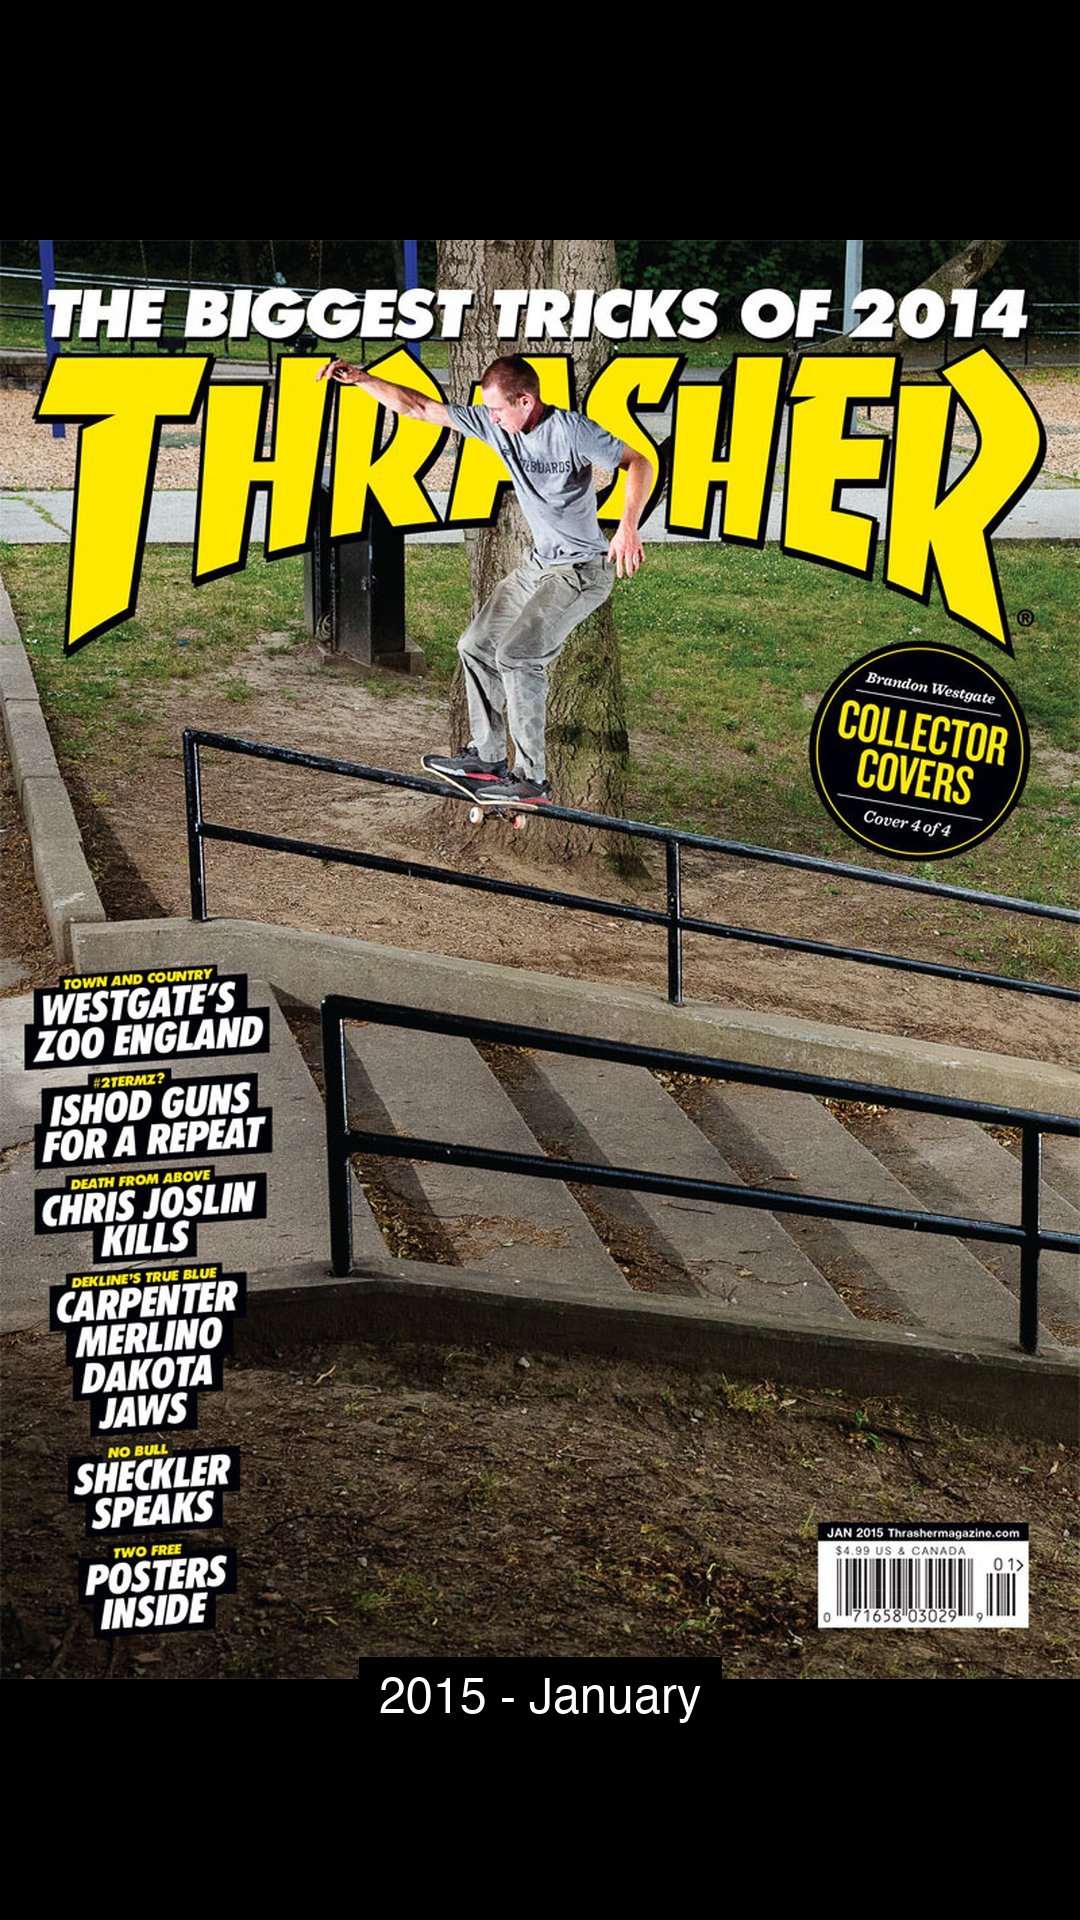 THE BIGGEST TRICKS OF 2014
THRASHER
®
Brandon Westgate
COLLECTOR
COVERS
Cover 4 of 4
TOWN AND COUNTRY
WESTGATE'S
ZOO ENGLAND
#2TERMZ?
ISHOD GUNS
FOR A REPEAT
DEATH FROM ABOVE
CHRIS JOSLIN
KILLS
DEKLINE'S TRUE BLUE
CARPENTER
MERLINO
DAKOTA
JAWS
NO BULL
SHECKLER
SPEAKS
TWO FREE
POSTERS
INSIDE
JAN 2015 Thrashermagazine.com
$4.99 US & CANADA
01>
0 71658 03029 9
2015 - January